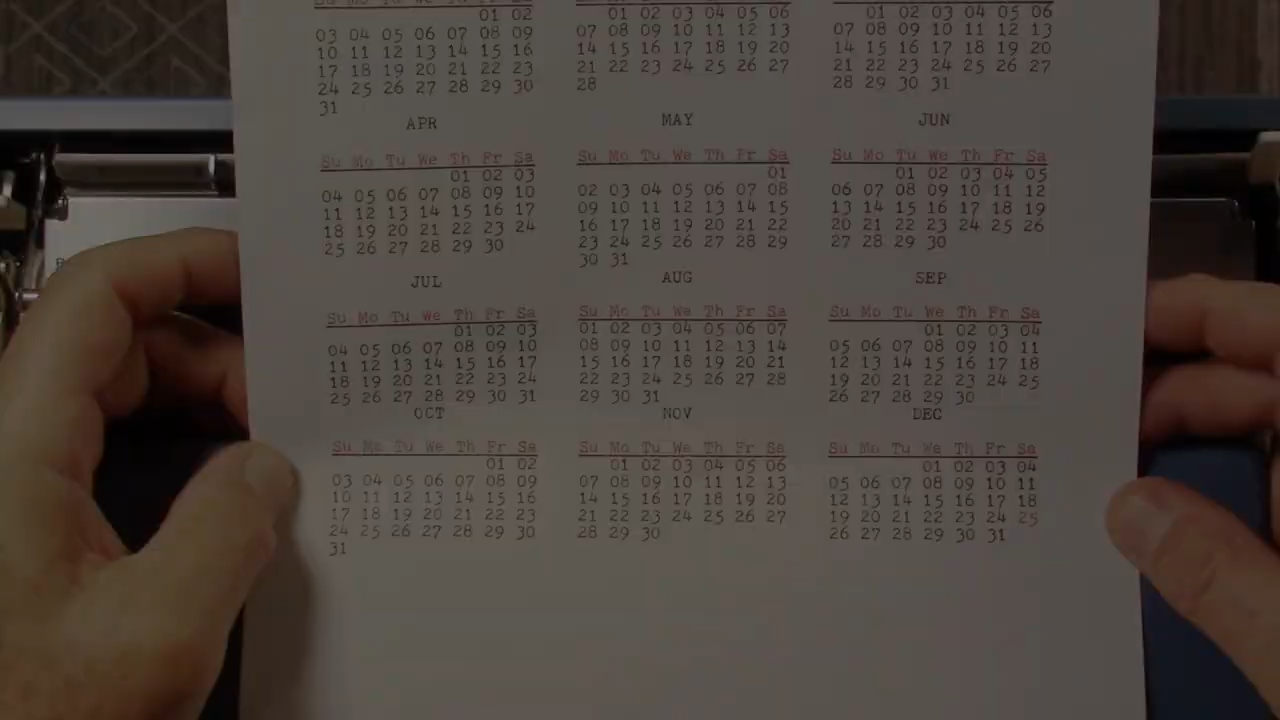 Su Mo Tu We Th Fr Sa
01 02
03 04 05 06 07 08 09
10 11 12 13 14 15 16
17 18 19 20 21 22 23
24 25 26 27 28 29 30
31
Su Mo Tu We Th Fr Sa
01 02 03 04 05 06
07 08 09 10 11 12 13
14 15 16 17 18 19 20
21 22 23 24 25 26 27
28
Su Mo Tu We Th Fr Sa
01 02 03 04 05 06
07 08 09 10 11 12 13
14 15 16 17 18 19 20
21 22 23 24 25 26 27
28 29 30 31
APR
Su Mo Tu We Th Fr Sa
01 02 03
04 05 06 07 08 09 10
11 12 13 14 15 16 17
18 19 20 21 22 23 24
25 26 27 28 29 30
MAY
Su Mo Tu We Th Fr Sa
01
02 03 04 05 06 07 08
09 10 11 12 13 14 15
16 17 18 19 20 21 22
23 24 25 26 27 28 29
30 31
JUN
Su Mo Tu We Th Fr Sa
01 02 03 04 05
06 07 08 09 10 11 12
13 14 15 16 17 18 19
20 21 22 23 24 25 26
27 28 29 30
JUL
Su Mo Tu We Th Fr Sa
01 02 03
04 05 06 07 08 09 10
11 12 13 14 15 16 17
18 19 20 21 22 23 24
25 26 27 28 29 30 31
AUG
Su Mo Tu We Th Fr Sa
01 02 03 04 05 06 07
08 09 10 11 12 13 14
15 16 17 18 19 20 21
22 23 24 25 26 27 28
29 30 31
SEP
Su Mo Tu We Th Fr Sa
01 02 03 04
05 06 07 08 09 10 11
12 13 14 15 16 17 18
19 20 21 22 23 24 25
26 27 28 29 30
OCT
Su Mo Tu We Th Fr Sa
01 02
03 04 05 06 07 08 09
10 11 12 13 14 15 16
17 18 19 20 21 22 23
24 25 26 27 28 29 30
31
NOV
Su Mo Tu We Th Fr Sa
01 02 03 04 05 06
07 08 09 10 11 12 13
14 15 16 17 18 19 20
21 22 23 24 25 26 27
28 29 30
DEC
Su Mo Tu We Th Fr Sa
01 02 03 04
05 06 07 08 09 10 11
12 13 14 15 16 17 18
19 20 21 22 23 24 25
26 27 28 29 30 31